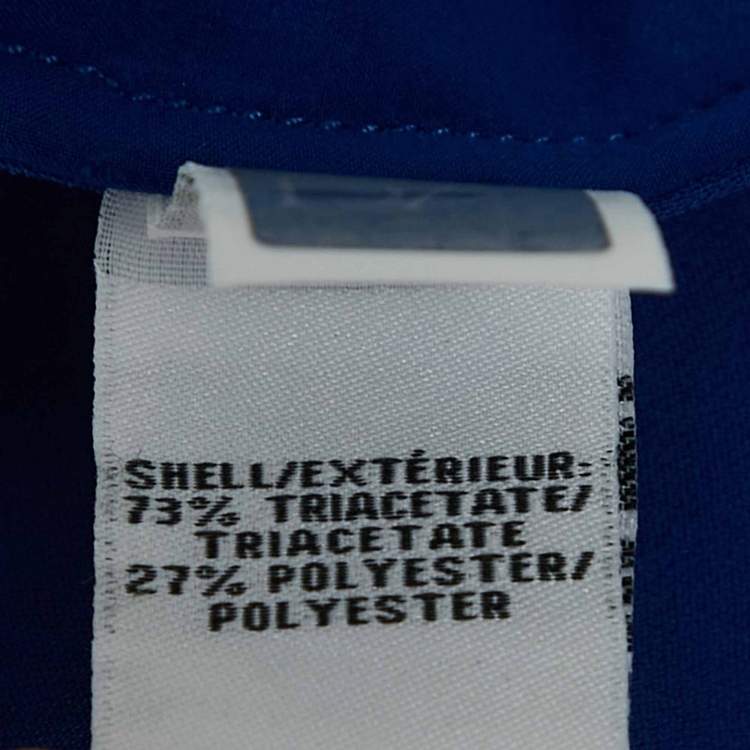 SHELL/EXTÉRIEUR:
73% TRIACETATE/
TRIACETATE
27% POLYESTER/
POLYESTER